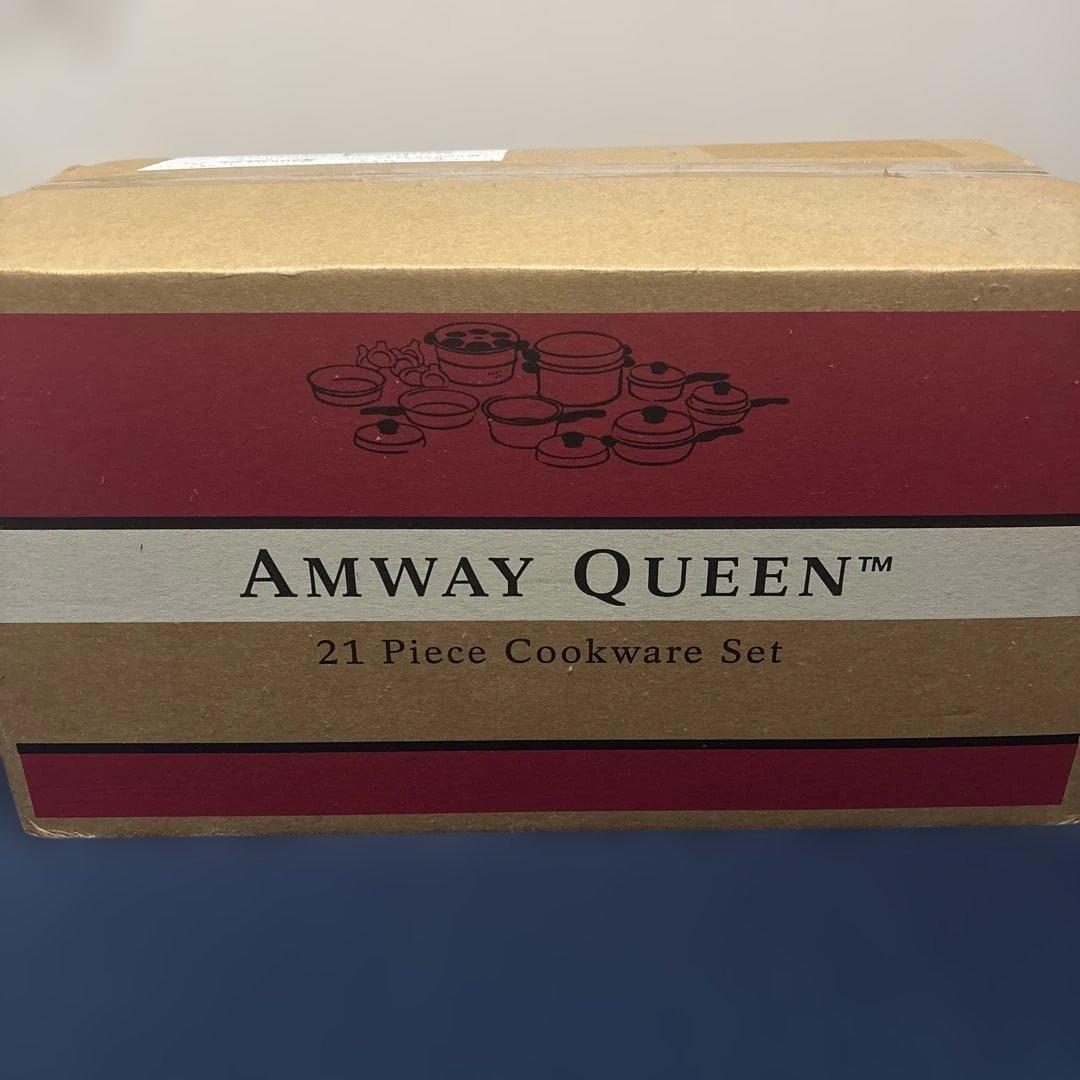 AMWAY QUEEN™
21 Piece Cookware Set